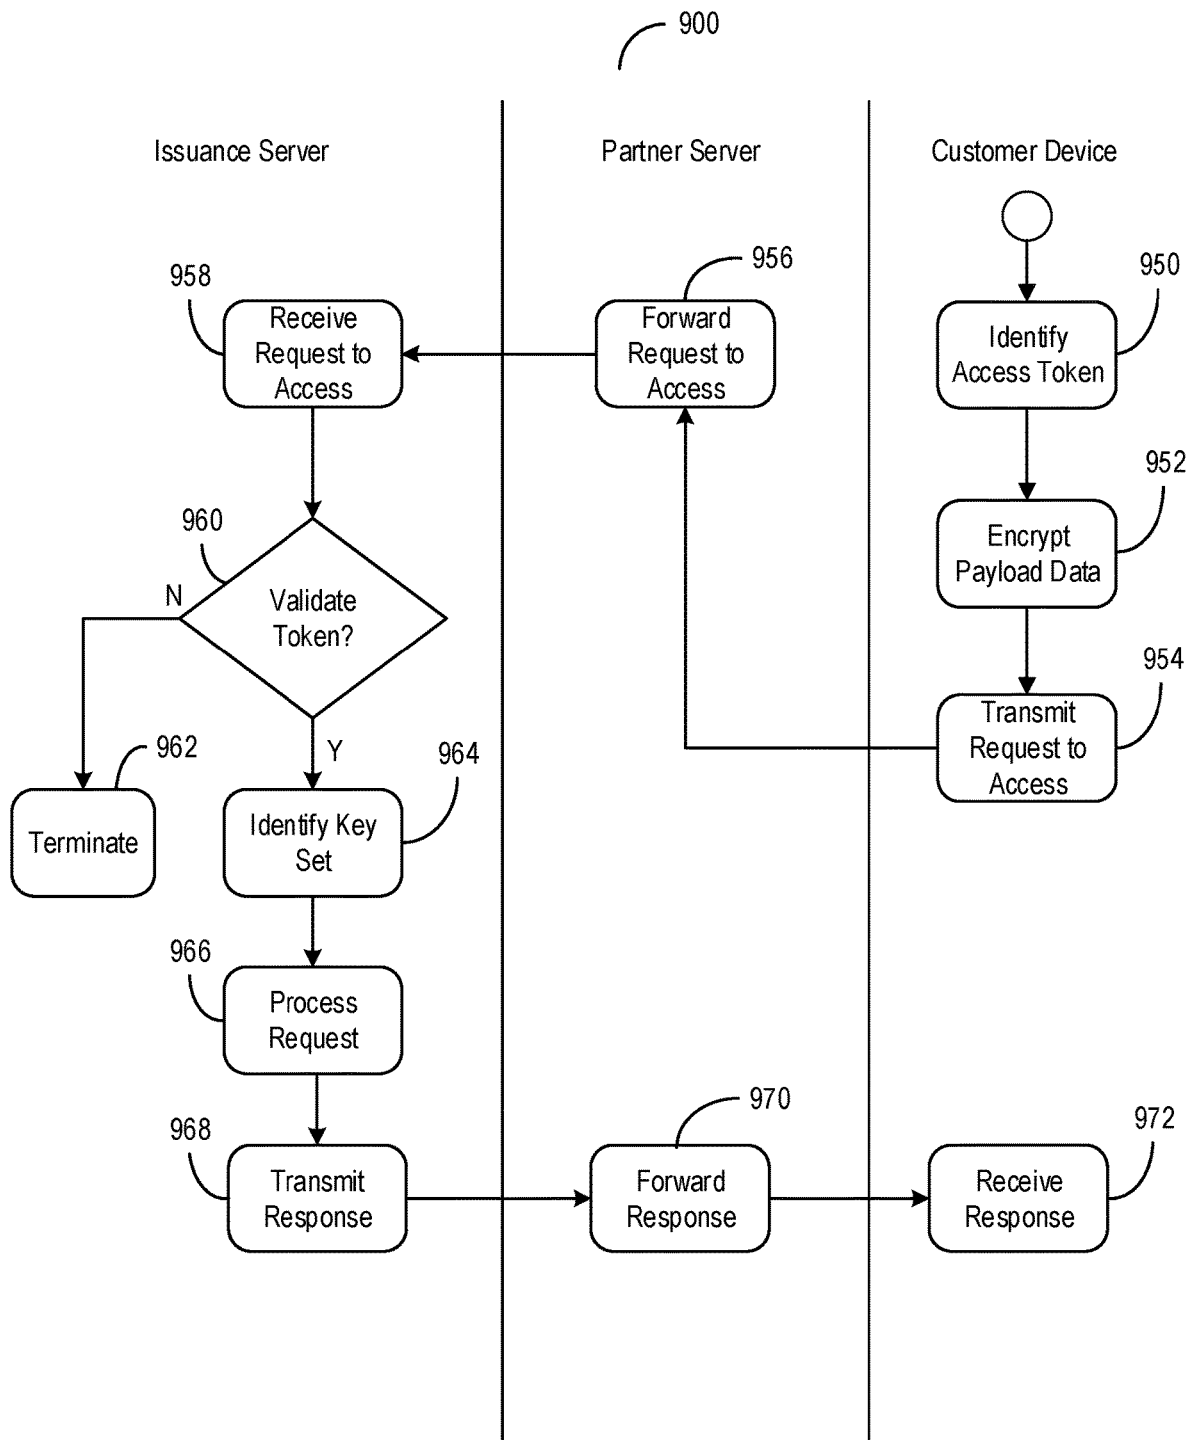 900
Issuance Server
Partner Server
Customer Device
958
Receive
Request to
Access
956
Forward
Request to
Access
950
Identify
Access Token
952
Encrypt
Payload Data
954
Transmit
Request to
Access
960
N
Validate
Token?
Y
962
Terminate
964
Identify Key
Set
966
Process
Request
968
Transmit
Response
970
Forward
Response
972
Receive
Response